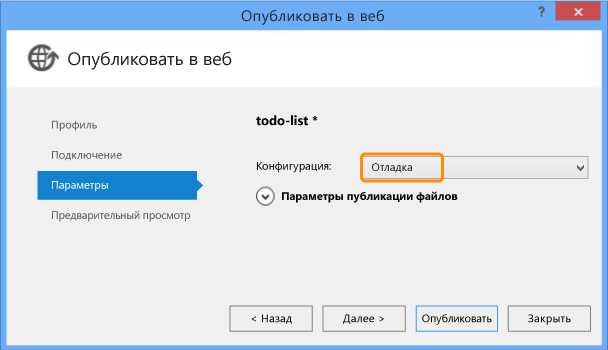 Опубликовать в веб
?
Опубликовать в веб
Профиль
Подключение
Параметры
Предварительный просмотр
todo-list *
Конфигурация: Отладка
Параметры публикации файлов
< Назад Далее > Опубликовать Закрыть